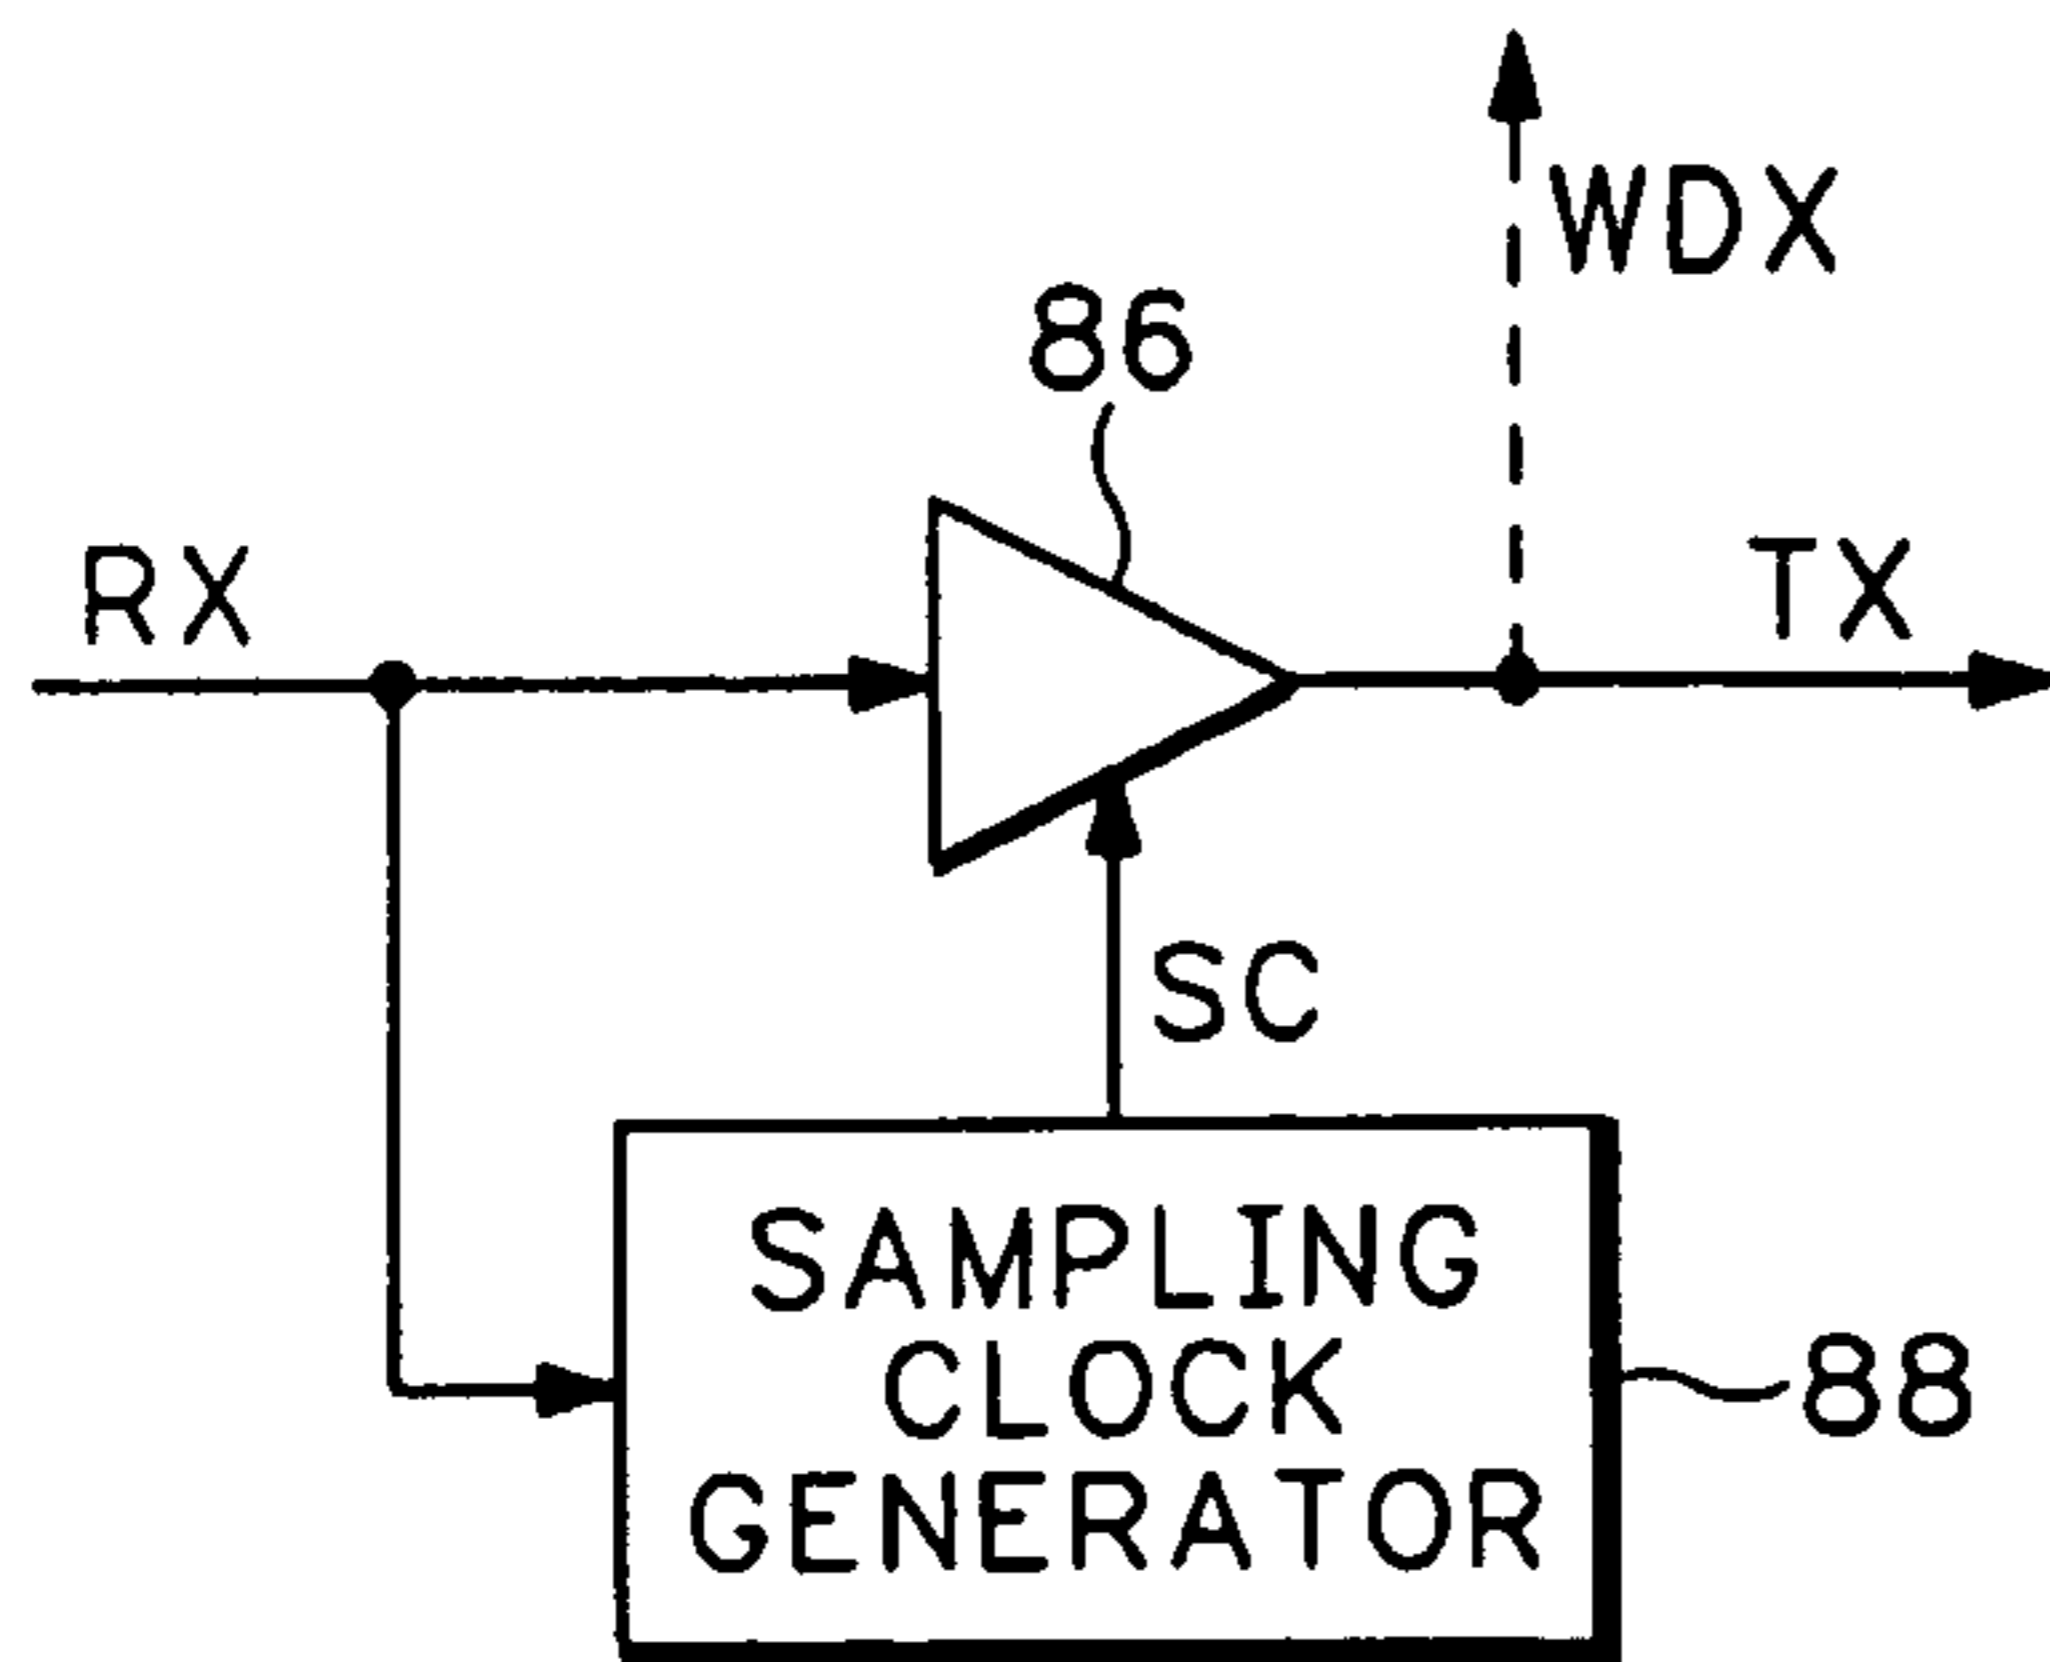 WDX
86
RX
TX
SC
SAMPLING
CLOCK
GENERATOR
88